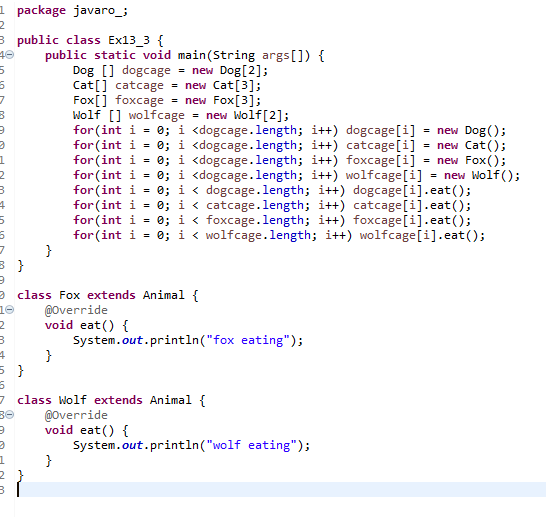 1 package javaro_;
2
3 public class Ex13_3 {
4 public static void main(String args[]) {
5 Dog [] dogcage = new Dog[2];
6 Cat[] catcage = new Cat[3];
7 Fox[] foxcage = new Fox[3];
8 Wolf [] wolfcage = new Wolf[2];
9 for(int i = 0; i <dogcage.length; i++) dogcage[i] = new Dog();
0 for(int i = 0; i <dogcage.length; i++) catcage[i] = new Cat();
1 for(int i = 0; i <dogcage.length; i++) foxcage[i] = new Fox();
2 for(int i = 0; i <dogcage.length; i++) wolfcage[i] = new Wolf();
3 for(int i = 0; i < dogcage.length; i++) dogcage[i].eat();
4 for(int i = 0; i < catcage.length; i++) catcage[i].eat();
5 for(int i = 0; i < foxcage.length; i++) foxcage[i].eat();
6 for(int i = 0; i < wolfcage.length; i++) wolfcage[i].eat();
7 }
8 }
9
0 class Fox extends Animal {
1 @Override
2 void eat() {
3 System.out.println("fox eating");
4 }
5 }
6
7 class Wolf extends Animal {
8 @Override
9 void eat() {
0 System.out.println("wolf eating");
1 }
2 }
3